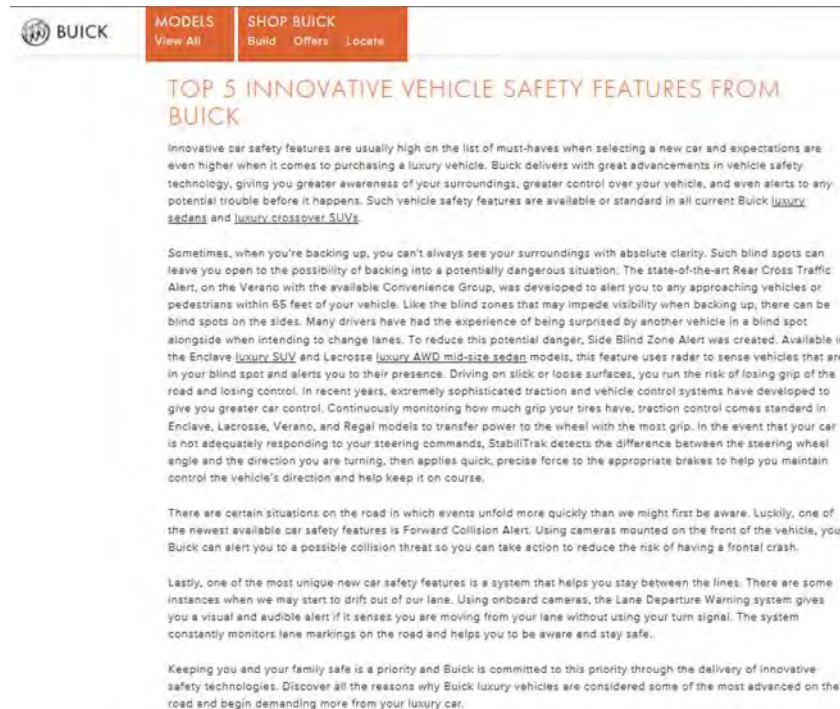 BUICK
MODELS
View All
SHOP BUICK
Build Offers Locate
TOP 5 INNOVATIVE VEHICLE SAFETY FEATURES FROM
BUICK
Innovative car safety features are usually high on the list of must-haves when selecting a new car and expectations are
even higher when it comes to purchasing a luxury vehicle. Buick delivers with great advancements in vehicle safety
technology, giving you greater awareness of your surroundings, greater control over your vehicle, and even alerts to any
potential trouble before it happens. Such vehicle safety features are available or standard in all current Buick luxury
sedans and luxury crossover SUVs.
Sometimes, when you're backing up, you can't always see your surroundings with absolute clarity. Such blind spots can
leave you open to the possibility of backing into a potentially dangerous situation. The state-of-the-art Rear Cross Traffic
Alert, on the Verano with the available Convenience Group, was developed to alert you to any approaching vehicles or
pedestrians within 65 feet of your vehicle. Like the blind zones that may impede visibility when backing up, there can be
blind spots on the sides. Many drivers have had the experience of being surprised by another vehicle in a blind spot
alongside when intending to change lanes. To reduce this potential danger, Side Blind Zone Alert was created. Available i
the Enclave luxury SUV and Lacrosse luxury AWD mid-size sedan models, this feature uses radar to sense vehicles that are
in your blind spot and alerts you to their presence. Driving on slick or loose surfaces, you run the risk of losing grip of the
road and losing control. In recent years, extremely sophisticated traction and vehicle control systems have developed to
give you greater car control. Continuously monitoring how much grip your tires have, traction control comes standard in
Enclave, Lacrosse, Verano, and Regal models to transfer power to the wheel with the most grip. In the event that your car
is not adequately responding to your steering commands, StabiliTrak detects the difference between the steering wheel
angle and the direction you are turning, then applies quick, precise force to the appropriate brakes to help you maintain
control the vehicle's direction and help keep it on course.
There are certain situations on the road in which events unfold more quickly than we might first be aware. Luckily, one of
the newest available car safety features is Forward Collision Alert. Using cameras mounted on the front of the vehicle, you
Buick can alert you to a possible collision threat so you can take action to reduce the risk of having a frontal crash.
Lastly, one of the most unique new car safety features is a system that helps you stay between the lines. There are some
instances when we may start to drift out of our lane. Using onboard cameras, the Lane Departure Warning system gives
you a visual and audible alert if it senses you are moving from your lane without using your turn signal. The system
constantly monitors lane markings on the road and helps you to be aware and stay safe.
Keeping you and your family safe is a priority and Buick is committed to this priority through the delivery of innovative
safety technologies. Discover all the reasons why Buick luxury vehicles are considered some of the most advanced on the
road and begin demanding more from your luxury car.